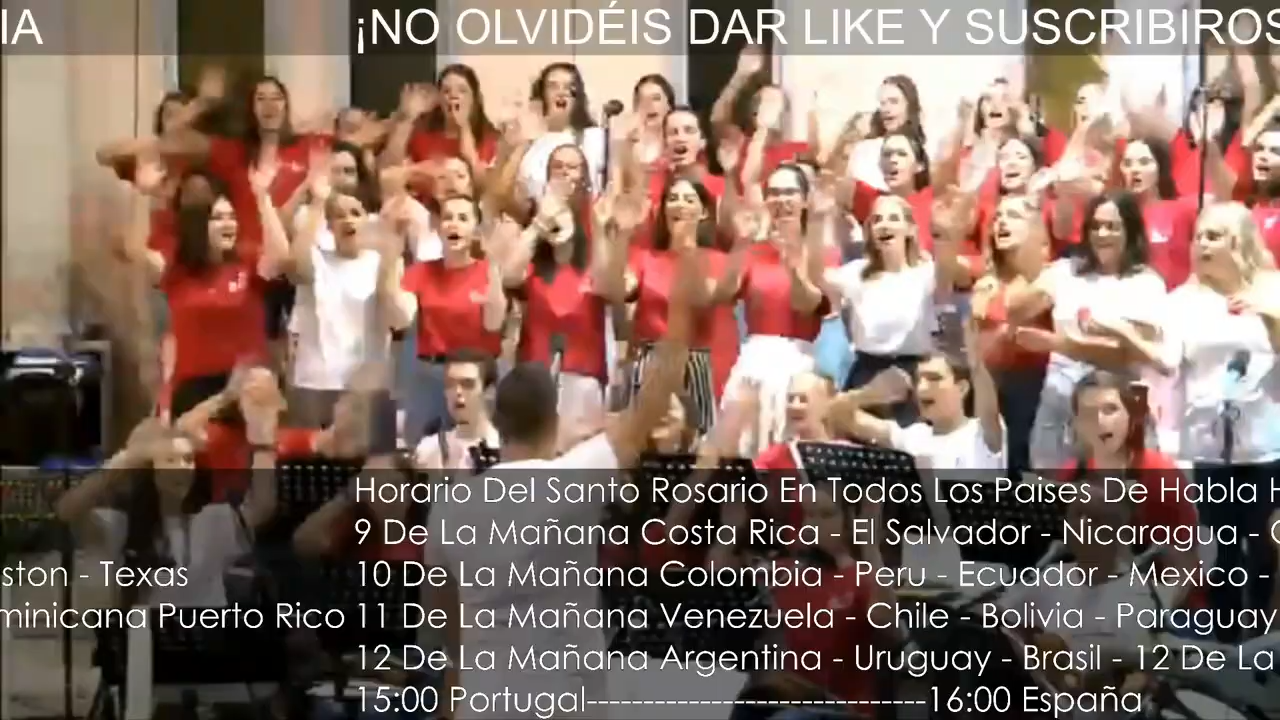 IA ¡NO OLVIDÉIS DAR LIKE Y SUSCRIBIROS
Horario Del Santo Rosario En Todos Los Paises De Habla H
9 De La Mañana Costa Rica - El Salvador - Nicaragua -
ston - Texas 10 De La Mañana Colombia - Peru - Ecuador - Mexico -
minicana Puerto Rico 11 De La Mañana Venezuela - Chile - Bolivia - Paraguay
12 De La Mañana Argentina - Uruguay - Brasil - 12 De La
15:00 Portugal------------------------------16:00 España